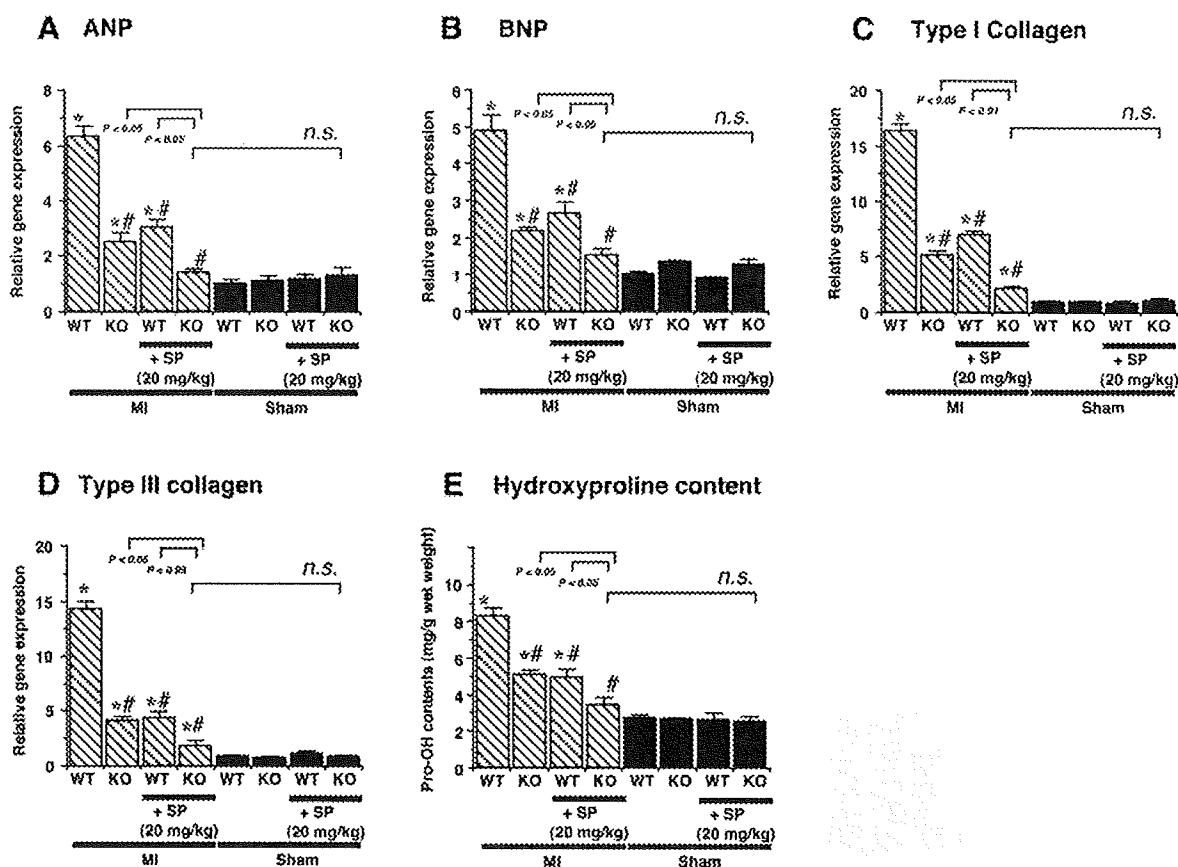 A ANP
Relative gene expression
8
6
4
2
0
*
*#
*#
#
P < 0.05
P < 0.05
n.s.
WT KO WT KO WT KO WT KO
+ SP + SP
(20 mg/kg) (20 mg/kg)
MI Sham
B BNP
Relative gene expression
6
5
4
3
2
1
0
*
*#
*#
#
P < 0.05
P < 0.05
n.s.
WT KO WT KO WT KO WT KO
+ SP + SP
(20 mg/kg) (20 mg/kg)
MI Sham
C Type I Collagen
Relative gene expression
20
15
10
5
0
*
*#
*#
*#
P < 0.05
P < 0.01
n.s.
WT KO WT KO WT KO WT KO
+ SP + SP
(20 mg/kg) (20 mg/kg)
MI Sham
D Type III collagen
Relative gene expression
20
15
10
5
0
*
*#
*#
*#
P < 0.05
n.s.
WT KO WT KO WT KO WT KO
+ SP + SP
(20 mg/kg) (20 mg/kg)
MI Sham
E Hydroxyproline content
Pro-OH contents (mg/g wet weight)
10
8
6
4
2
0
*
*#
*#
#
P < 0.05
P < 0.05
n.s.
WT KO WT KO WT KO WT KO
+ SP + SP
(20 mg/kg) (20 mg/kg)
MI Sham